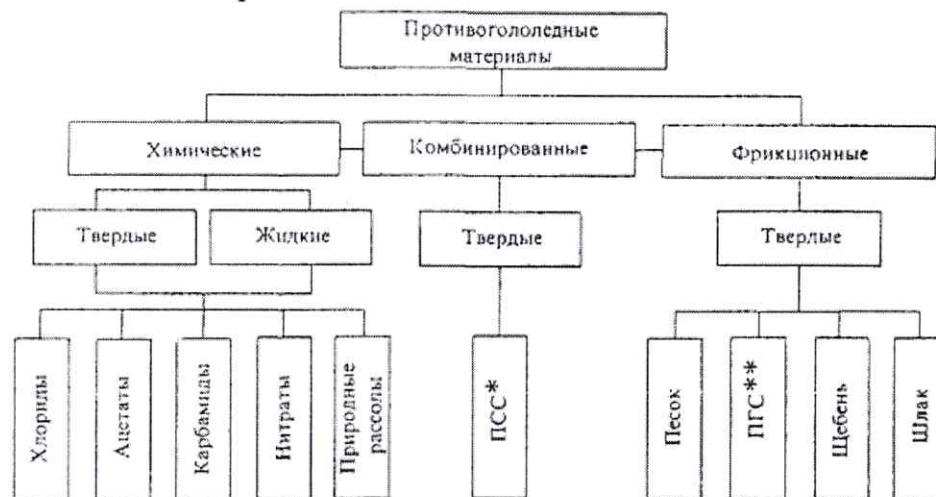 Противогололедные
материалы
Химические
Комбинированные
Фрикционные
Твердые
Жидкие
Твердые
Твердые
Хлориды
Ацетаты
Карбамиды
Нитраты
Природные
рассолы
ПСС*
Песок
ПГС**
Щебень
Шлак